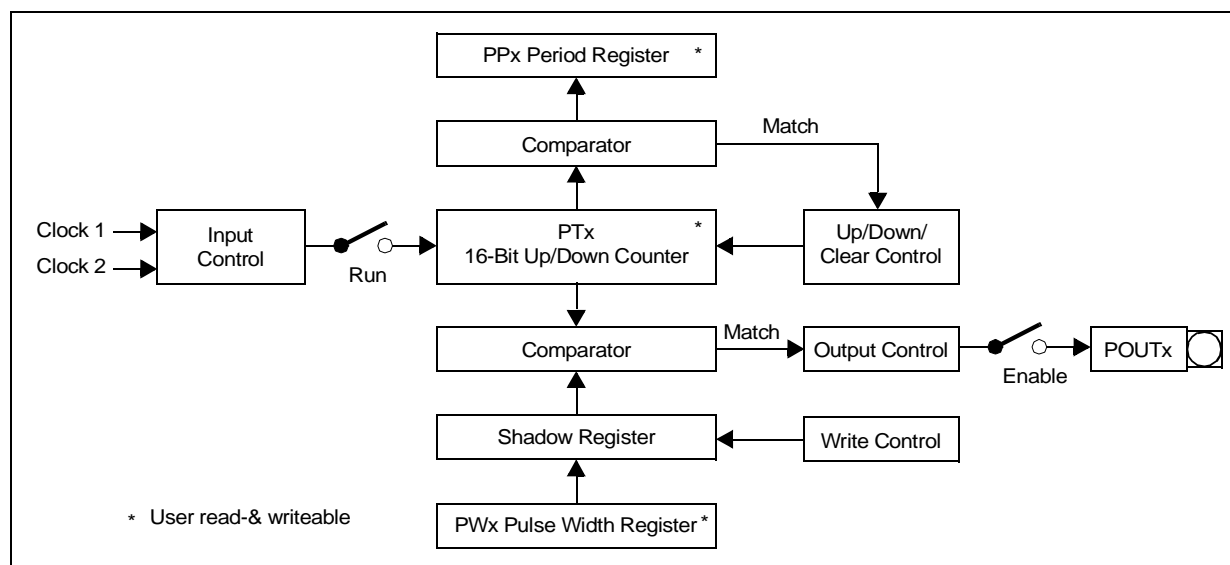 PPx Period Register *
Comparator
Match
Clock 1
Clock 2
Input
Control
Run
PTx *
16-Bit Up/Down Counter
Up/Down/
Clear Control
Comparator
Match
Output Control
Enable
POUTx
Shadow Register
Write Control
* User read-& writeable
PWx Pulse Width Register *